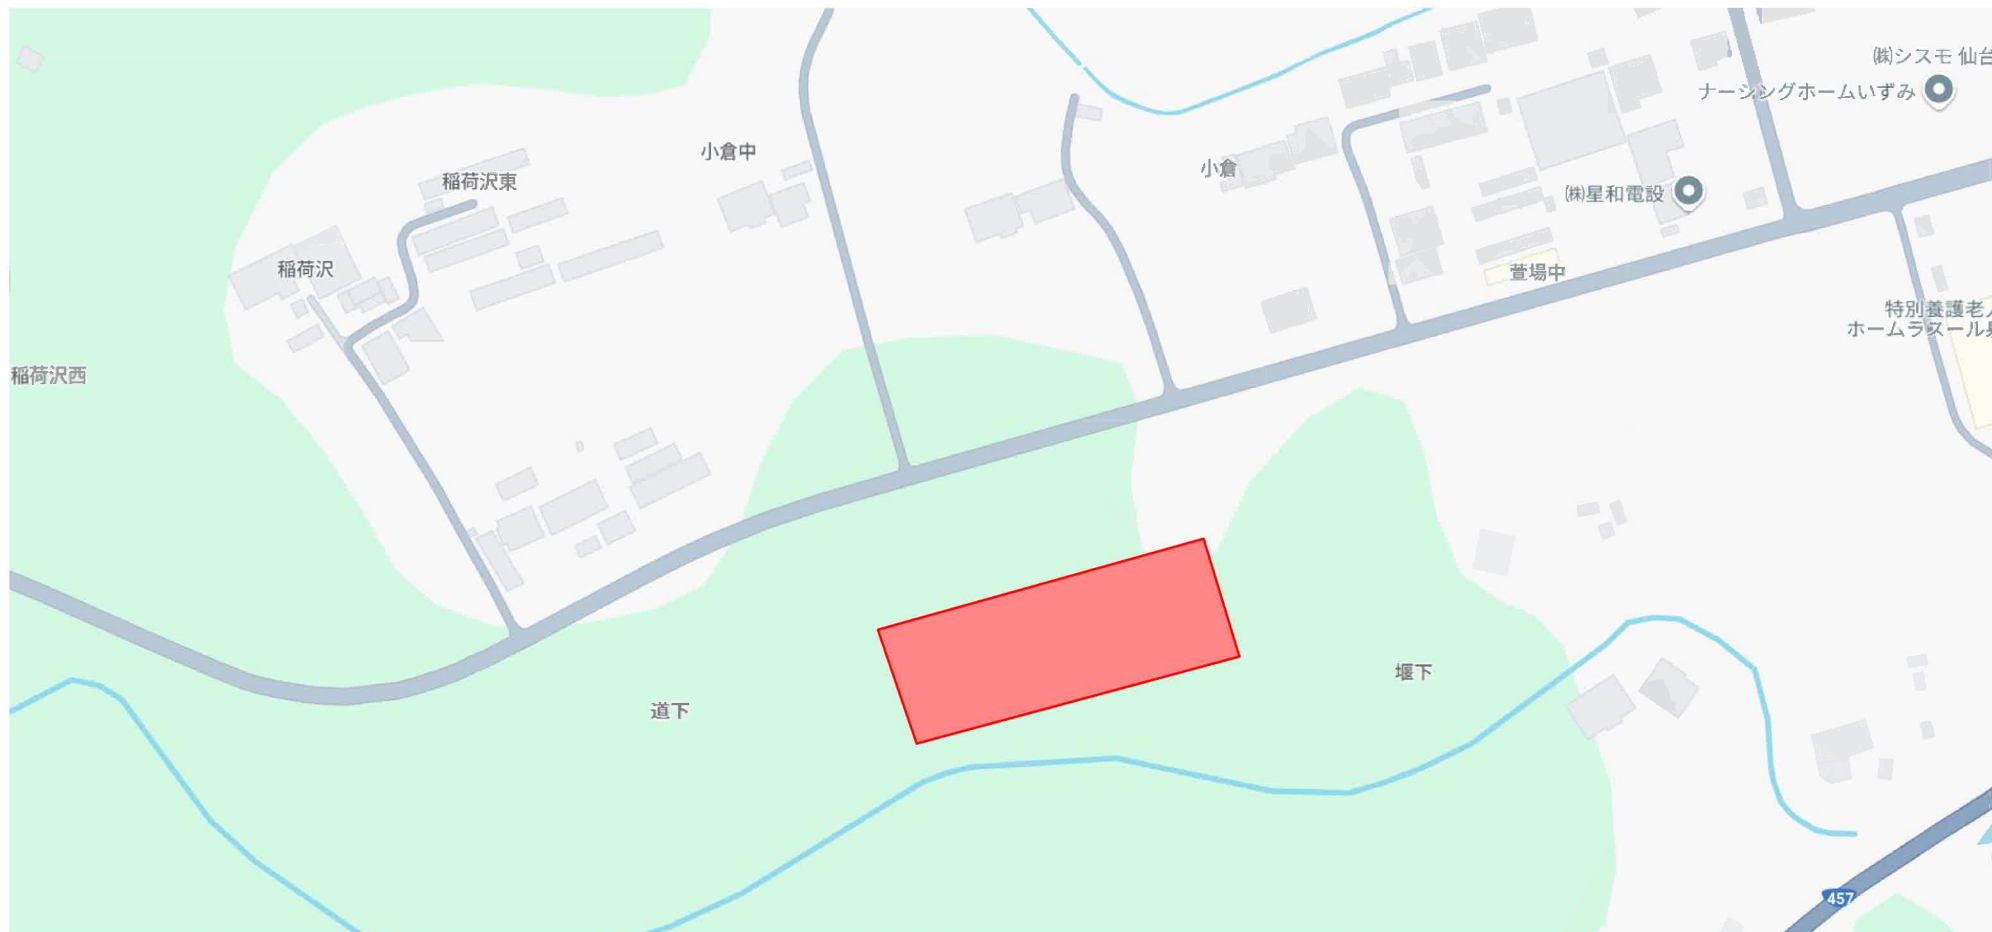 ㈱シスモ 仙台
ナーシングホームいずみ
小倉中
小倉
稲荷沢東
㈱星和電設
稲荷沢
萱場中
特別養護老人
ホームラスール泉
稲荷沢西
堰下
道下
457